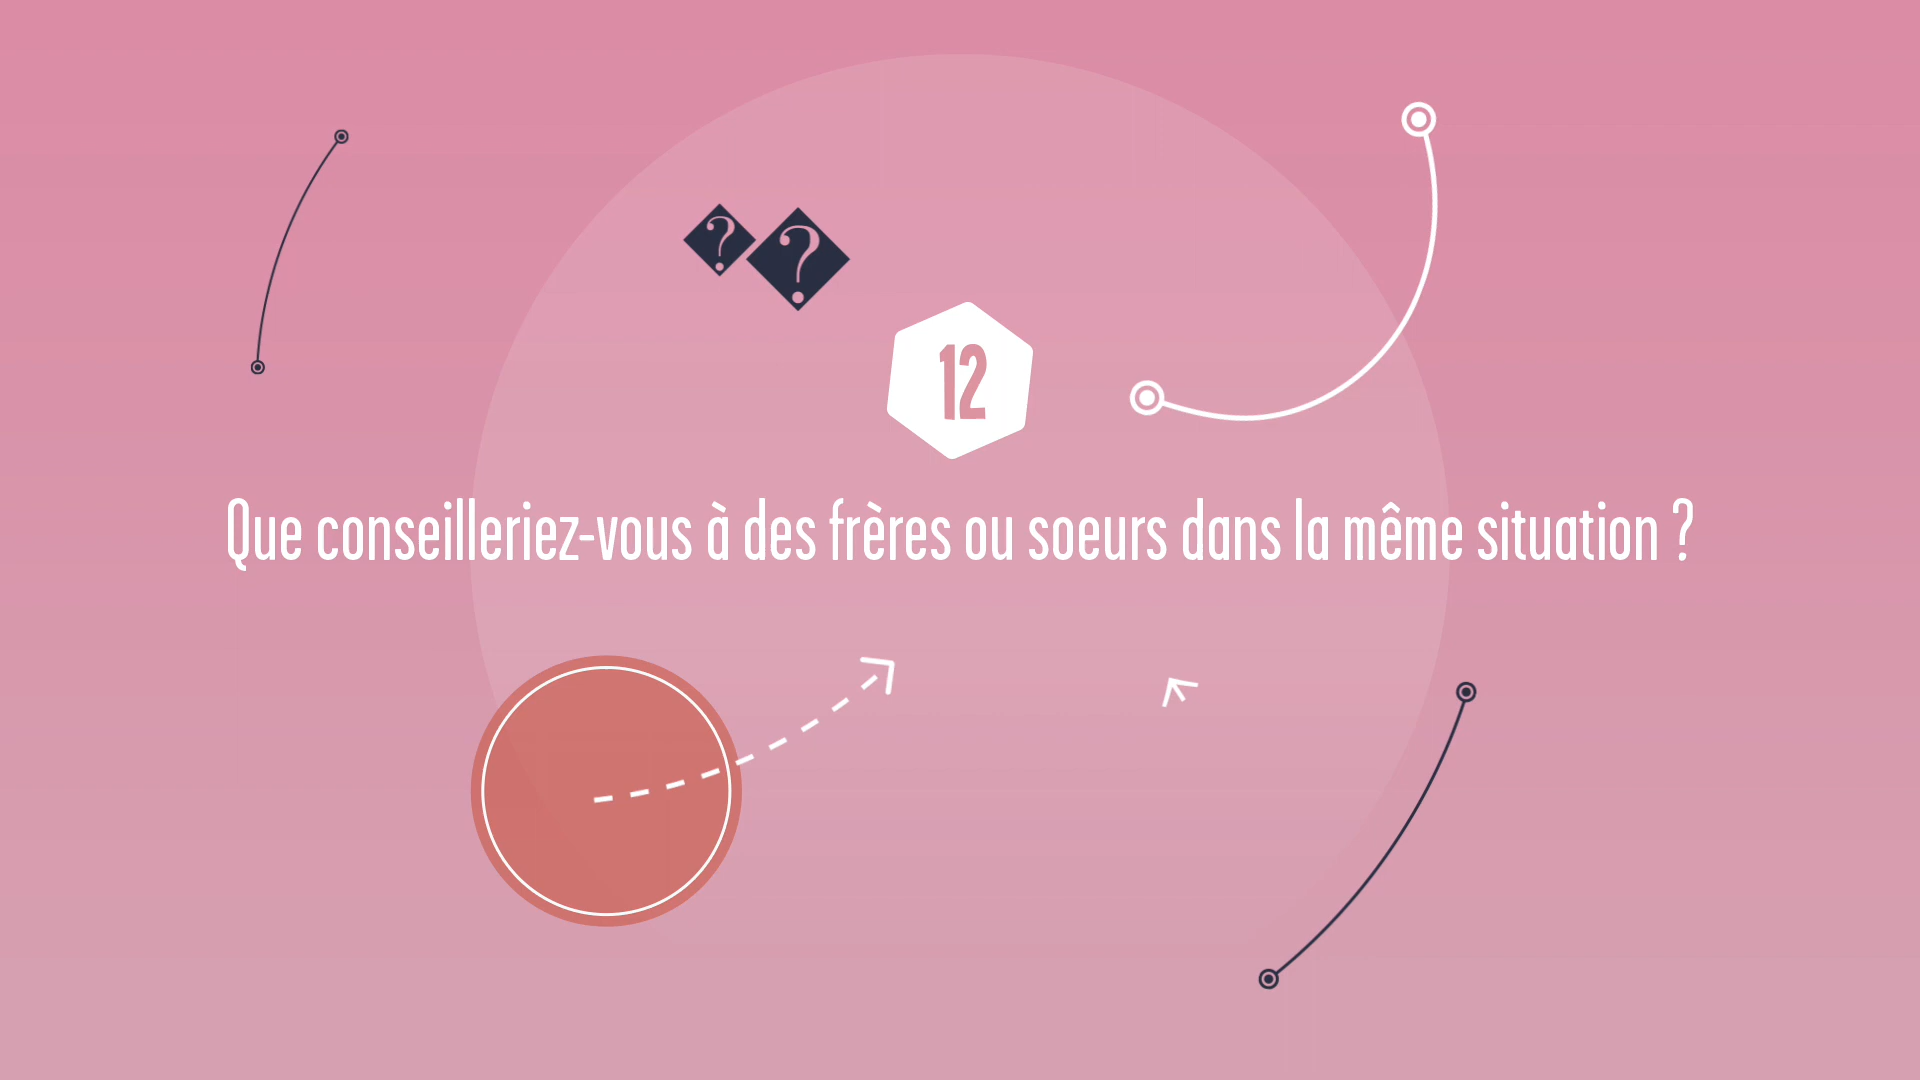 ��
12
Que conseilleriez-vous à des frères ou soeurs dans la même situation ?